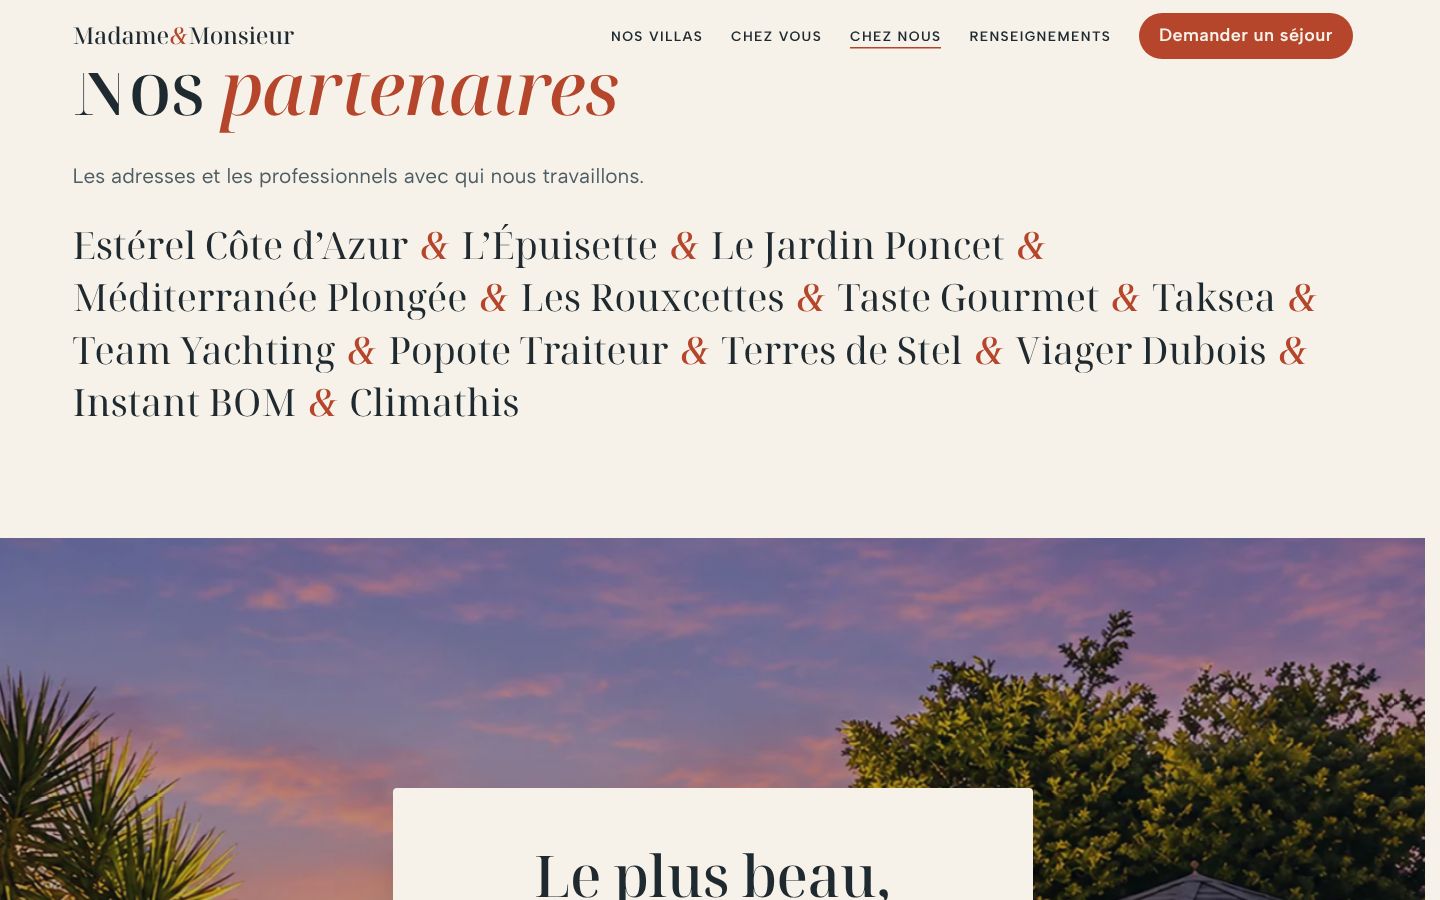 Madame&Monsieur
NOS VILLAS
CHEZ VOUS
CHEZ NOUS
RENSEIGNEMENTS
Demander un séjour
Nos partenaires
Les adresses et les professionnels avec qui nous travaillons.
Estérel Côte d’Azur & L’Épuisette & Le Jardin Poncet &
Méditerranée Plongée & Les Rouxcettes & Taste Gourmet & Taksea &
Team Yachting & Popote Traiteur & Terres de Stel & Viager Dubois &
Instant BOM & Climathis
Le plus beau,